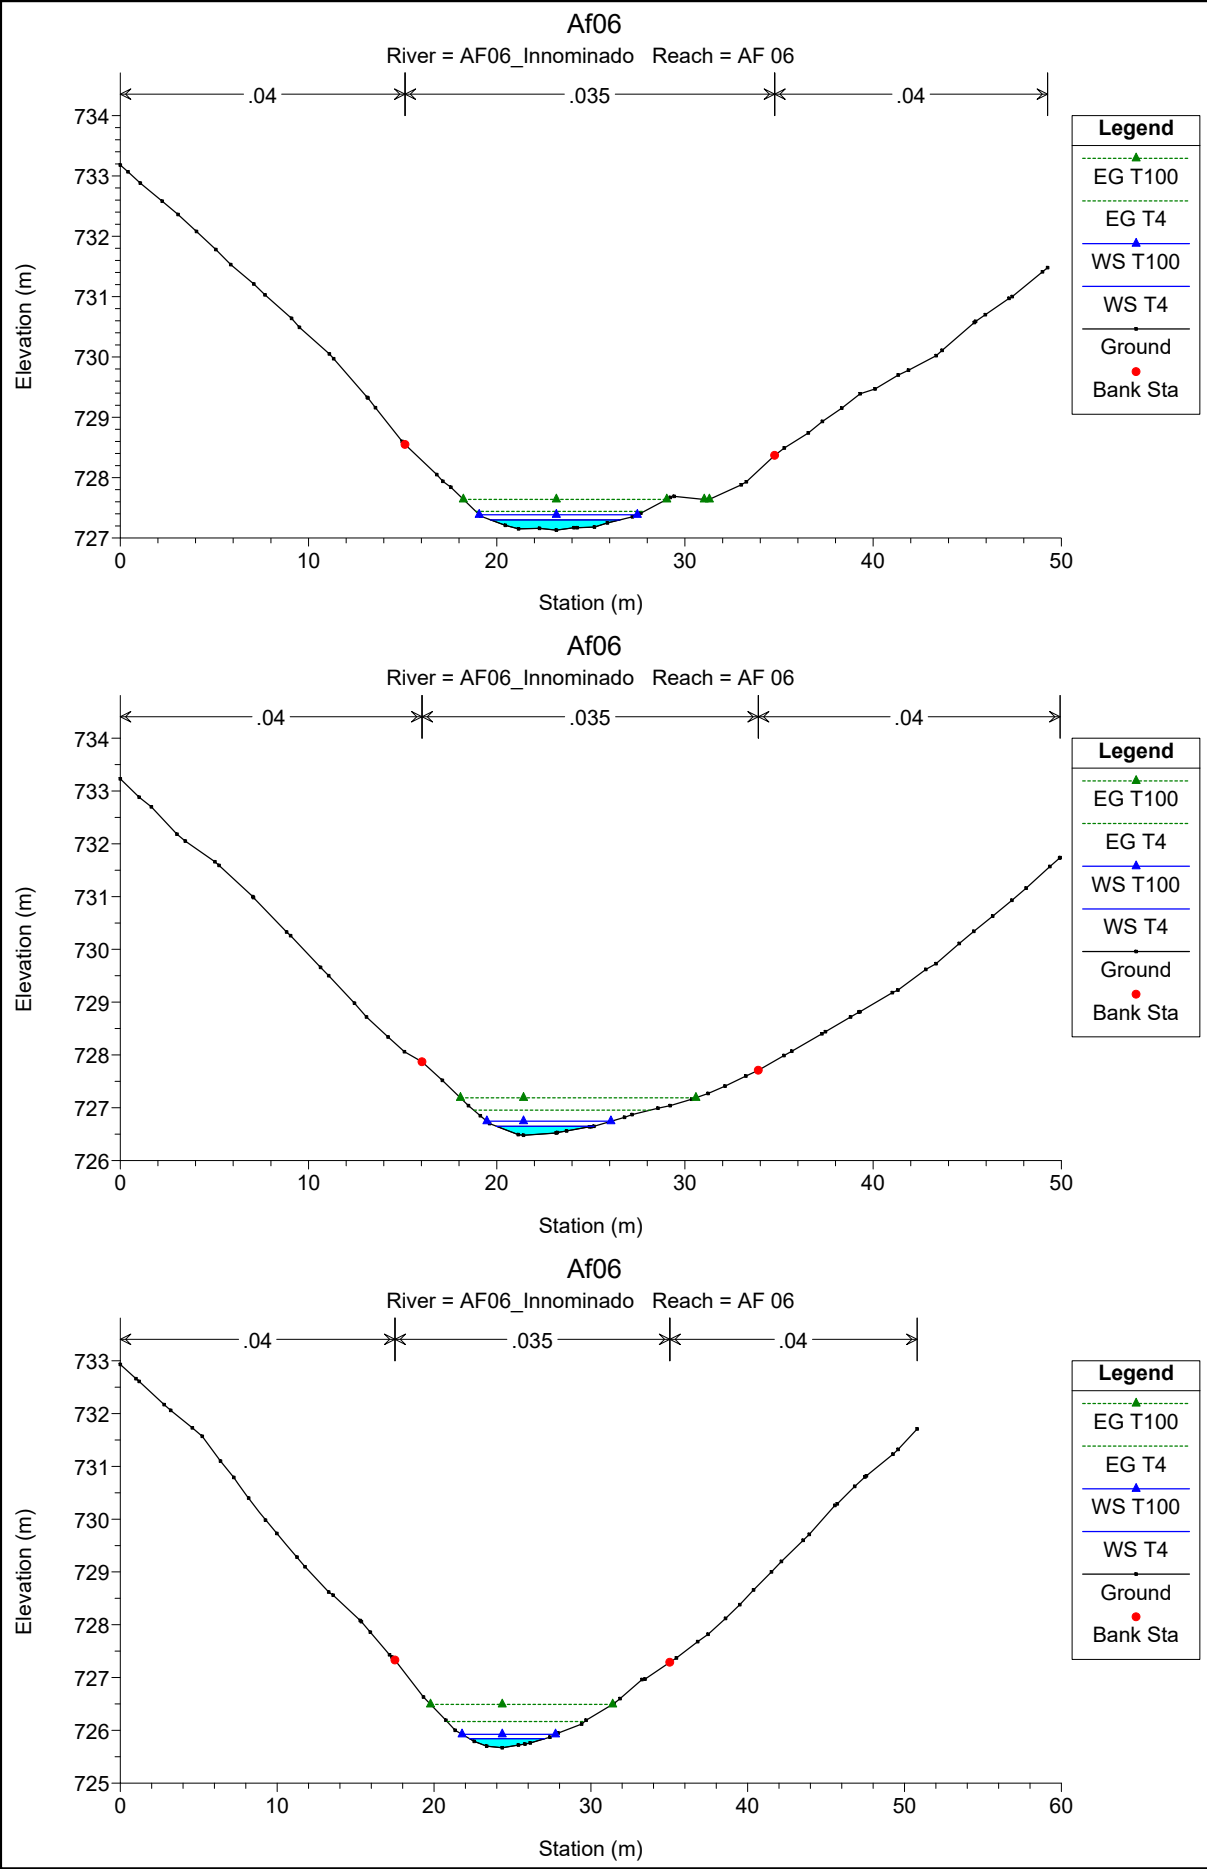 Af06
River = AF06_Innominado Reach = AF 06
.04 .035 .04
734
733
732
731
730
729
728
727
Elevation (m)
0 10 20 30 40 50
Station (m)
Legend
EG T100
EG T4
WS T100
WS T4
Ground
Bank Sta
Af06
River = AF06_Innominado Reach = AF 06
.04 .035 .04
734
733
732
731
730
729
728
727
726
Elevation (m)
0 10 20 30 40 50
Station (m)
Legend
EG T100
EG T4
WS T100
WS T4
Ground
Bank Sta
Af06
River = AF06_Innominado Reach = AF 06
.04 .035 .04
733
732
731
730
729
728
727
726
725
Elevation (m)
0 10 20 30 40 50 60
Station (m)
Legend
EG T100
EG T4
WS T100
WS T4
Ground
Bank Sta